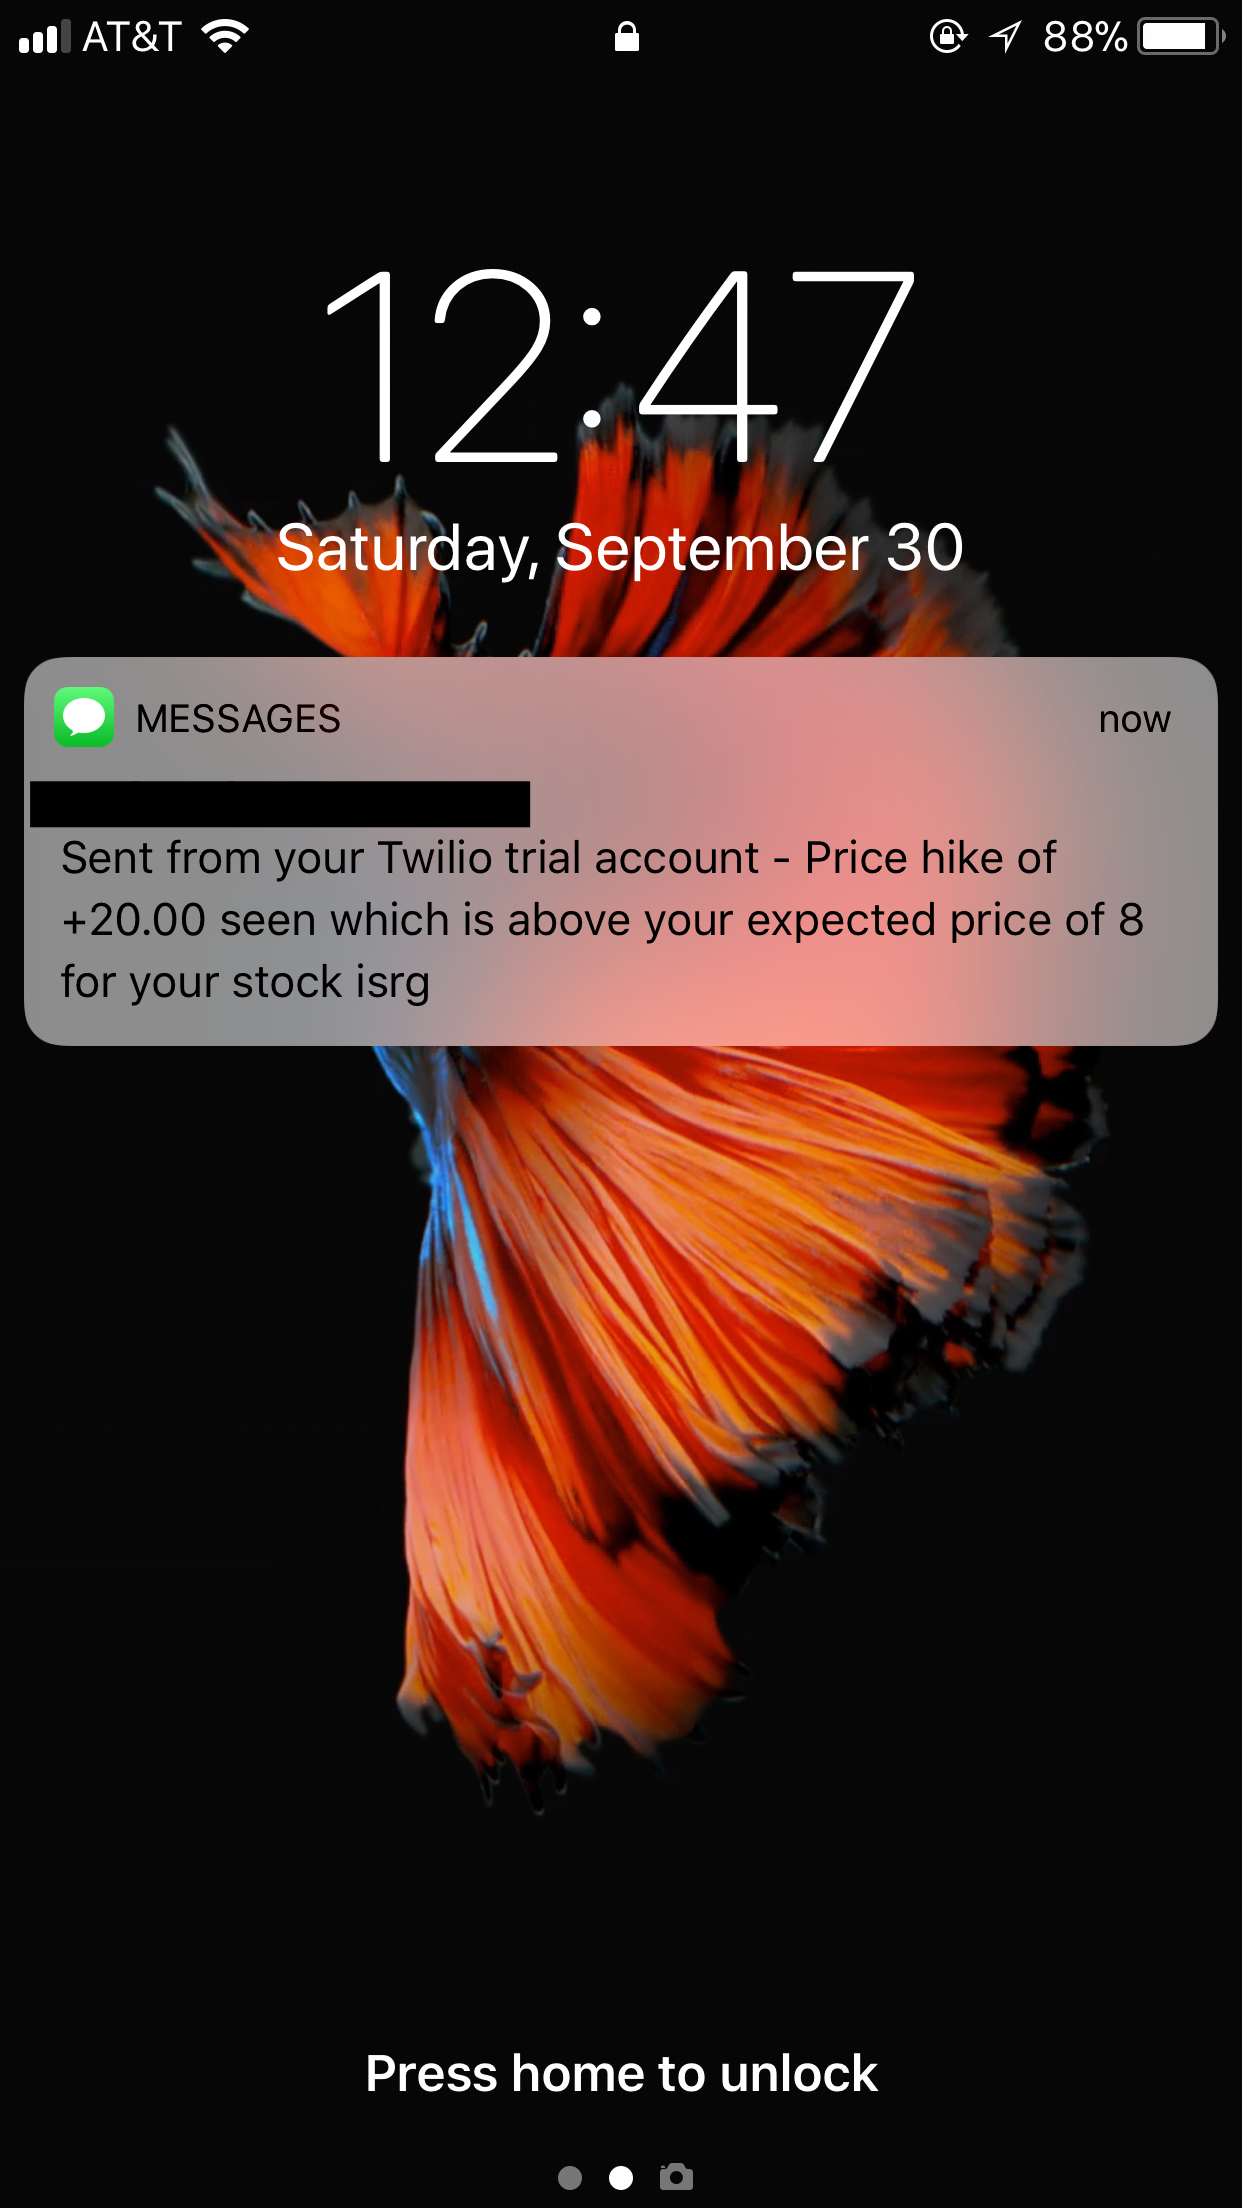 AT&T 88%
12:47
Saturday, September 30
MESSAGES now
Sent from your Twilio trial account - Price hike of
+20.00 seen which is above your expected price of 8
for your stock isrg
Press home to unlock